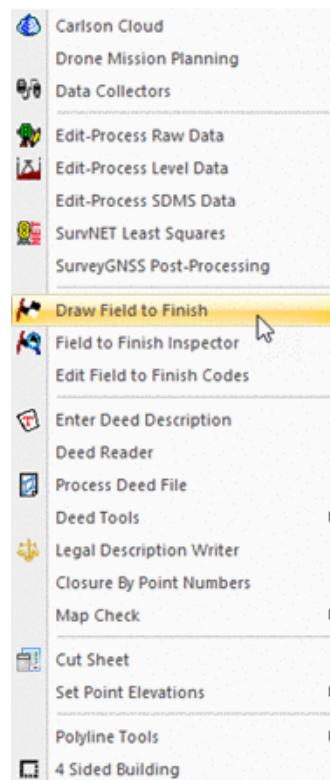 Carlson Cloud
Drone Mission Planning
Data Collectors
Edit-Process Raw Data
Edit-Process Level Data
Edit-Process SDMS Data
SurvNET Least Squares
SurveyGNSS Post-Processing
Draw Field to Finish
Field to Finish Inspector
Edit Field to Finish Codes
Enter Deed Description
Deed Reader
Process Deed File
Deed Tools
Legal Description Writer
Closure By Point Numbers
Map Check
Cut Sheet
Set Point Elevations
Polyline Tools
4 Sided Building